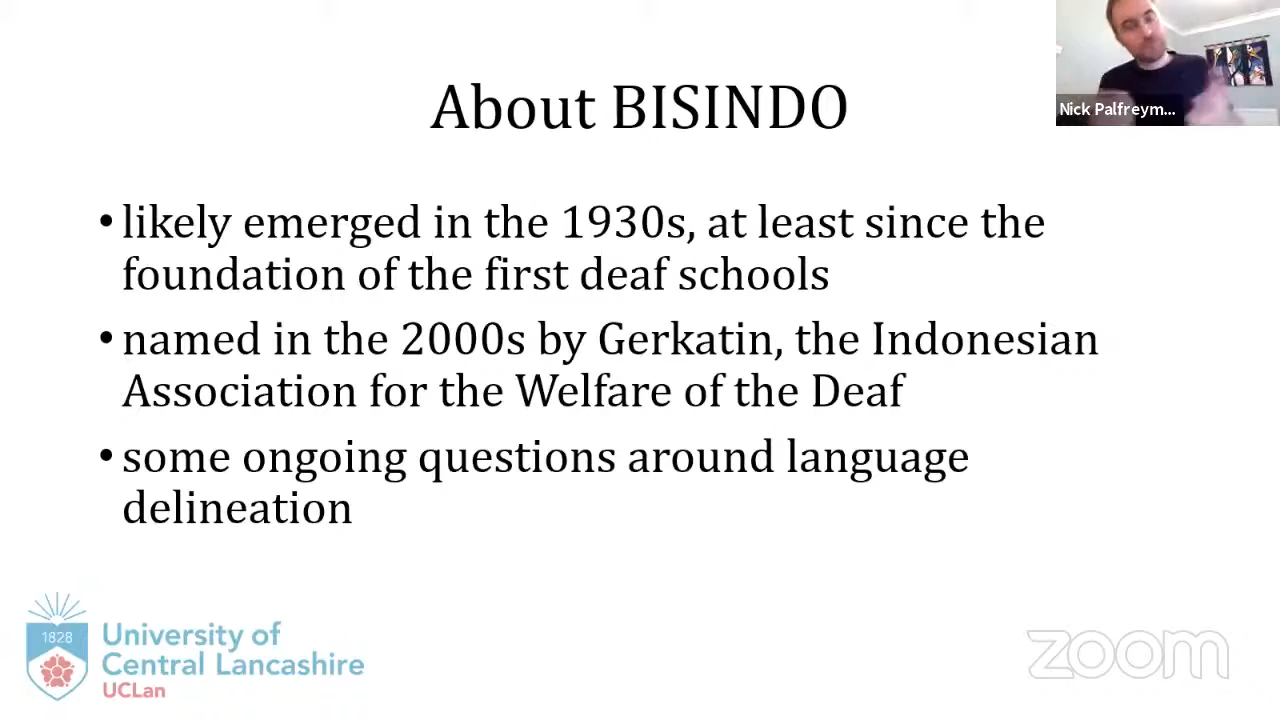 About BISINDO
Nick Palfreym...
•likely emerged in the 1930s, at least since the
foundation of the first deaf schools
•named in the 2000s by Gerkatin, the Indonesian
Association for the Welfare of the Deaf
•some ongoing questions around language
delineation
1828
University of
Central Lancashire
UCLan
zoom